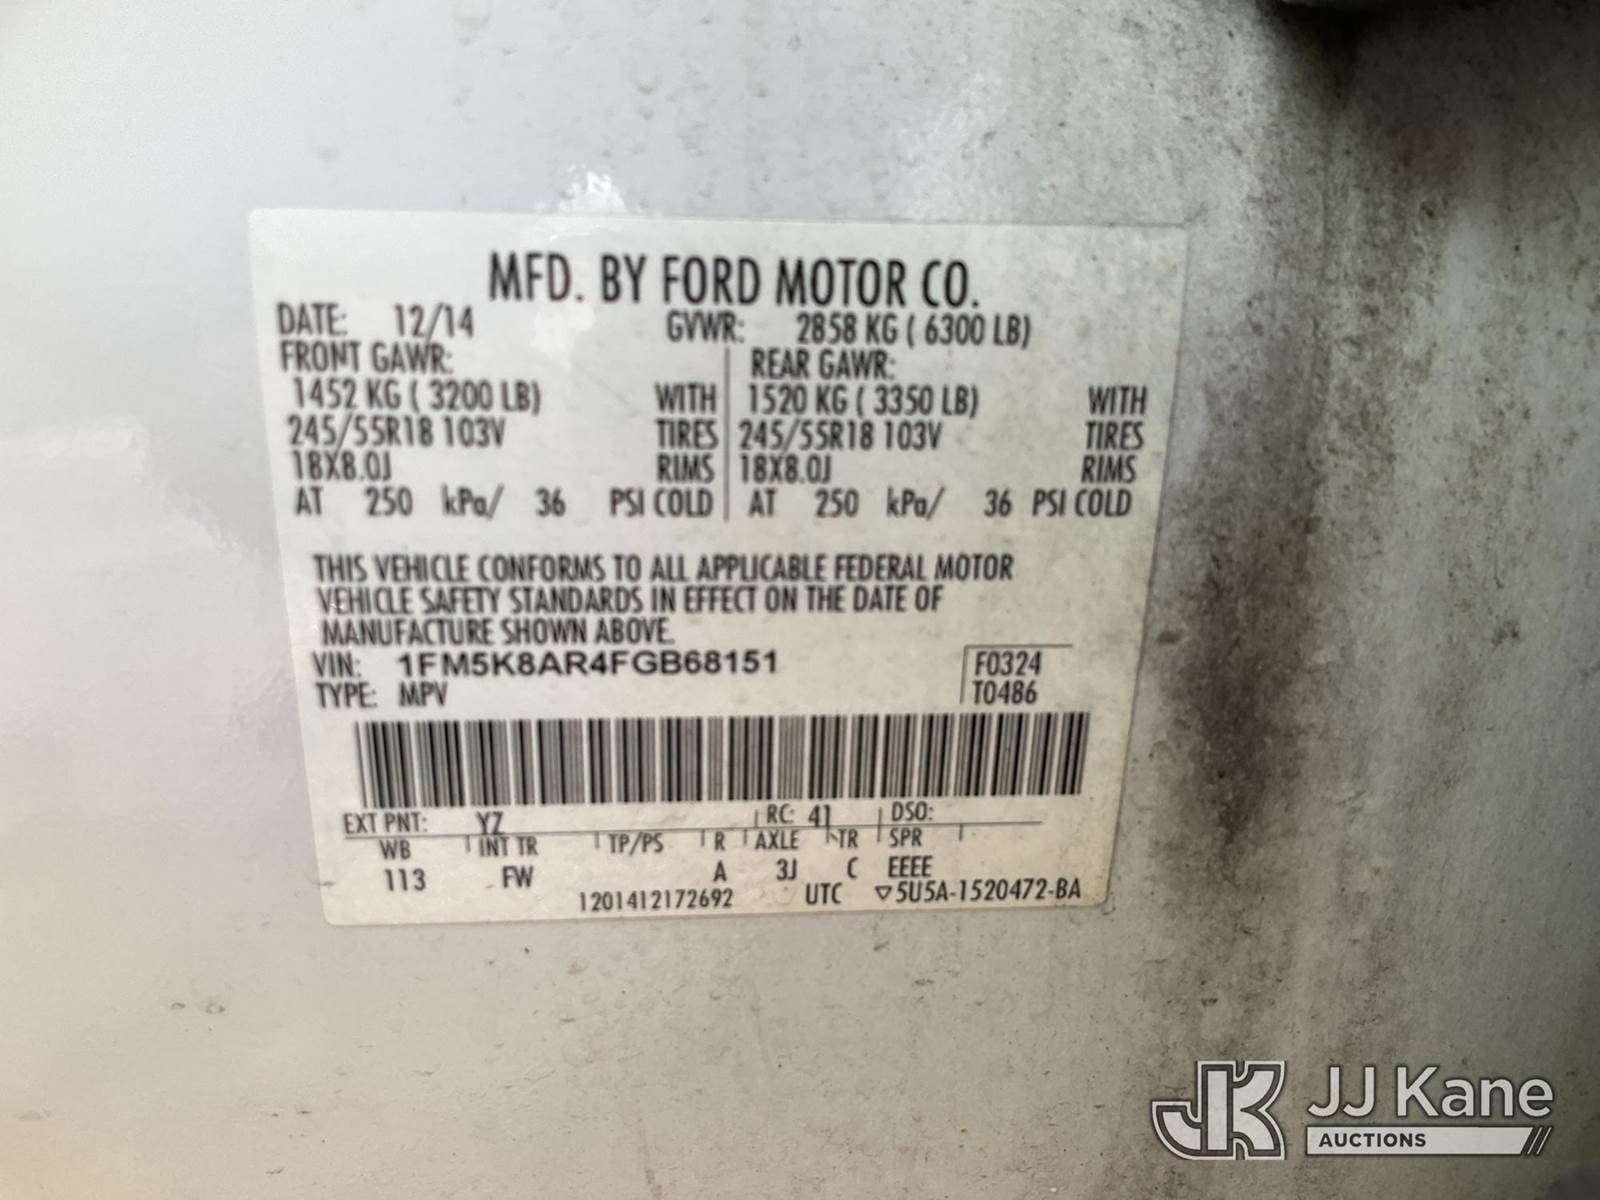 MFD. BY FORD MOTOR CO.
DATE: 12/14 GVWR: 2858 KG ( 6300 LB)
FRONT GAWR: REAR GAWR:
1452 KG ( 3200 LB) WITH 1520 KG ( 3350 LB) WITH
245/55R18 103V TIRES 245/55R18 103V TIRES
18X8.0J RIMS 18X8.0J RIMS
AT 250 kPa/ 36 PSI COLD AT 250 kPa/ 36 PSI COLD
THIS VEHICLE CONFORMS TO ALL APPLICABLE FEDERAL MOTOR
VEHICLE SAFETY STANDARDS IN EFFECT ON THE DATE OF
MANUFACTURE SHOWN ABOVE.
VIN: 1FM5K8AR4FGB68151 F0324
TYPE: MPV T0486
EXT PNT: YZ RC: 41 DSO:
WB INT TR TP/PS R AXLE TR SPR
113 FW A 3J C EEEE
1201412172692 UTC ▽5U5A-1520472-BA
JK JJ Kane
AUCTIONS